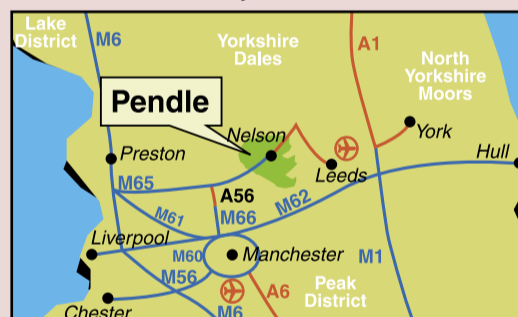 Lake
District
M6
Yorkshire
Dales
A1
North
Yorkshire
Moors
Pendle
Nelson
York
Preston
Leeds
Hull
M65
A56
M62
M61
M66
Liverpool
M60
Manchester
M1
M56
Peak
District
A6
Chester
M6